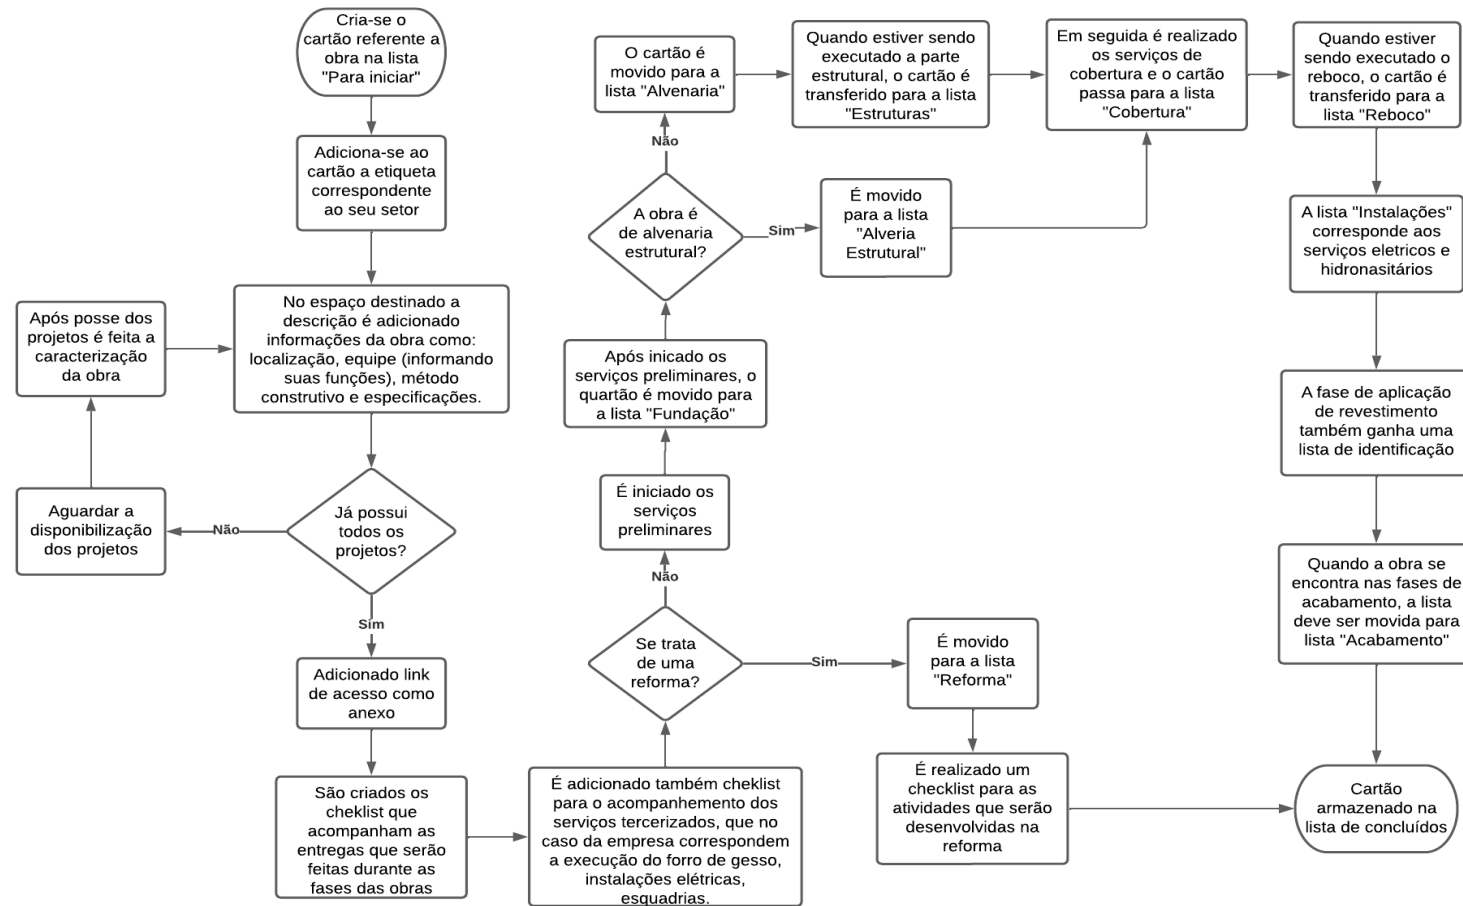 Cria-se o
cartão referente a
obra na lista
"Para iniciar"
Adiciona-se ao
cartão a etiqueta
correspondente
ao seu setor
No espaço destinado a
descrição é adicionado
informações da obra como:
localização, equipe (informando
suas funções), método
construtivo e especificações.
Após posse dos
projetos é feita a
caracterização
da obra
Aguardar a
disponibilização
dos projetos
Não
Já possui
todos os
projetos?
Sim
Adicionado link
de acesso como
anexo
São criados os
cheklist que
acompanham as
entregas que serão
feitas durante as
fases das obras
É adicionado também cheklist
para o acompanhemento dos
serviços tercerizados, que no
caso da empresa correspondem
a execução do forro de gesso,
instalações elétricas,
esquadrias.
Se trata
de uma
reforma?
Sim
É movido
para a lista
"Reforma"
É realizado um
checklist para as
atividades que serão
desenvolvidas na
reforma
Não
É iniciado os
serviços
preliminares
Após inicado os
serviços preliminares, o
quartão é movido para
a lista "Fundação"
A obra é
de alvenaria
estrutural?
Sim
É movido
para a lista
"Alveria
Estrutural"
Não
O cartão é
movido para a
lista "Alvenaria"
Quando estiver sendo
executado a parte
estrutural, o cartão é
transferido para a lista
"Estruturas"
Em seguida é realizado
os serviços de
cobertura e o cartão
passa para a lista
"Cobertura"
Quando estiver
sendo executado o
reboco, o cartão é
transferido para a
lista "Reboco"
A lista "Instalações"
corresponde aos
serviços eletricos e
hidronasitários
A fase de aplicação
de revestimento
também ganha uma
lista de identificação
Quando a obra se
encontra nas fases de
acabamento, a lista
deve ser movida para
lista "Acabamento"
Cartão
armazenado na
lista de concluídos